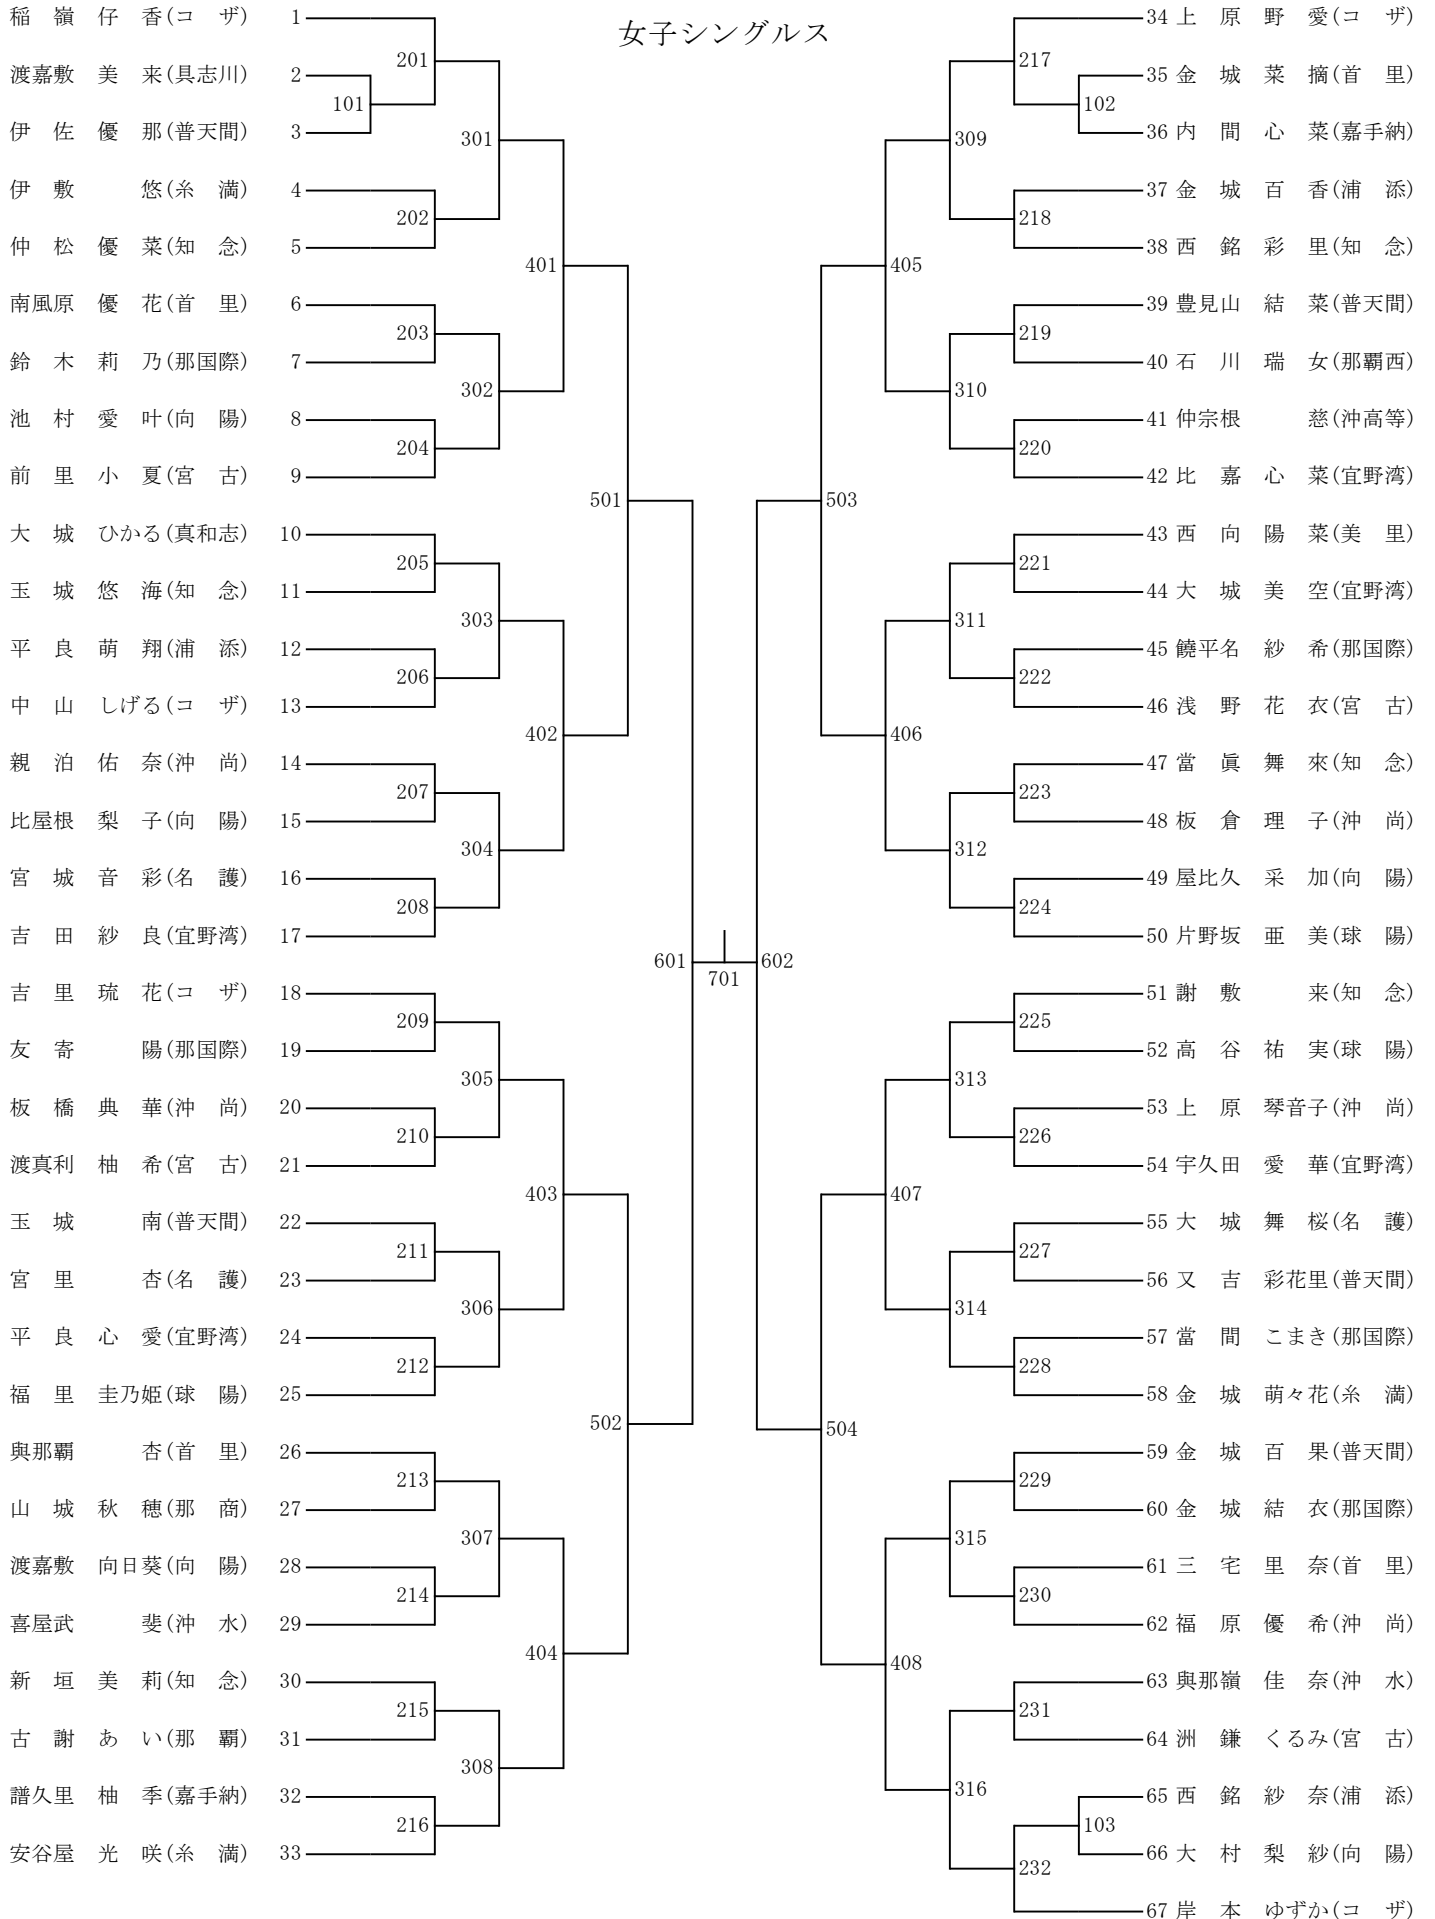 女子シングルス
稲　嶺　仔　香(コ　ザ)　1
渡嘉敷　美　来(具志川)　2
伊　佐　優　那(普天間)　3
伊　敷　　　悠(糸　満)　4
仲　松　優　菜(知　念)　5
南風原　優　花(首　里)　6
鈴　木　莉　乃(那国際)　7
池　村　愛　叶(向　陽)　8
前　里　小　夏(宮　古)　9
大　城　ひかる(真和志)　10
玉　城　悠　海(知　念)　11
平　良　萌　翔(浦　添)　12
中　山　しげる(コ　ザ)　13
親　泊　佑　奈(沖　尚)　14
比屋根　梨　子(向　陽)　15
宮　城　音　彩(名　護)　16
吉　田　紗　良(宜野湾)　17
吉　里　琉　花(コ　ザ)　18
友　寄　　　陽(那国際)　19
板　橋　典　華(沖　尚)　20
渡真利　柚　希(宮　古)　21
玉　城　　　南(普天間)　22
宮　里　　　杏(名　護)　23
平　良　心　愛(宜野湾)　24
福　里　圭乃姫(球　陽)　25
與那覇　　　杏(首　里)　26
山　城　秋　穂(那　商)　27
渡嘉敷　向日葵(向　陽)　28
喜屋武　　　斐(沖　水)　29
新　垣　美　莉(知　念)　30
古　謝　あ　い(那　覇)　31
譜久里　柚　季(嘉手納)　32
安谷屋　光　咲(糸　満)　33
101
201
202
203
204
205
206
207
208
209
210
211
212
213
214
215
216
301
302
303
304
305
306
307
308
401
402
403
404
501
502
601
701
602
503
504
405
406
407
408
309
310
311
312
313
314
315
316
217
218
219
220
221
222
223
224
225
226
227
228
229
230
231
232
102
103
34 上　原　野　愛(コ　ザ)
35 金　城　菜　摘(首　里)
36 内　間　心　菜(嘉手納)
37 金　城　百　香(浦　添)
38 西　銘　彩　里(知　念)
39 豊見山　結　菜(普天間)
40 石　川　瑞　女(那覇西)
41 仲宗根　　　慈(沖高等)
42 比　嘉　心　菜(宜野湾)
43 西　向　陽　菜(美　里)
44 大　城　美　空(宜野湾)
45 饒平名　紗　希(那国際)
46 浅　野　花　衣(宮　古)
47 當　眞　舞　來(知　念)
48 板　倉　理　子(沖　尚)
49 屋比久　采　加(向　陽)
50 片野坂　亜　美(球　陽)
51 謝　敷　　　来(知　念)
52 高　谷　祐　実(球　陽)
53 上　原　琴音子(沖　尚)
54 宇久田　愛　華(宜野湾)
55 大　城　舞　桜(名　護)
56 又　吉　彩花里(普天間)
57 當　間　こまき(那国際)
58 金　城　萌々花(糸　満)
59 金　城　百　果(普天間)
60 金　城　結　衣(那国際)
61 三　宅　里　奈(首　里)
62 福　原　優　希(沖　尚)
63 與那嶺　佳　奈(沖　水)
64 洲　鎌　くるみ(宮　古)
65 西　銘　紗　奈(浦　添)
66 大　村　梨　紗(向　陽)
67 岸　本　ゆずか(コ　ザ)